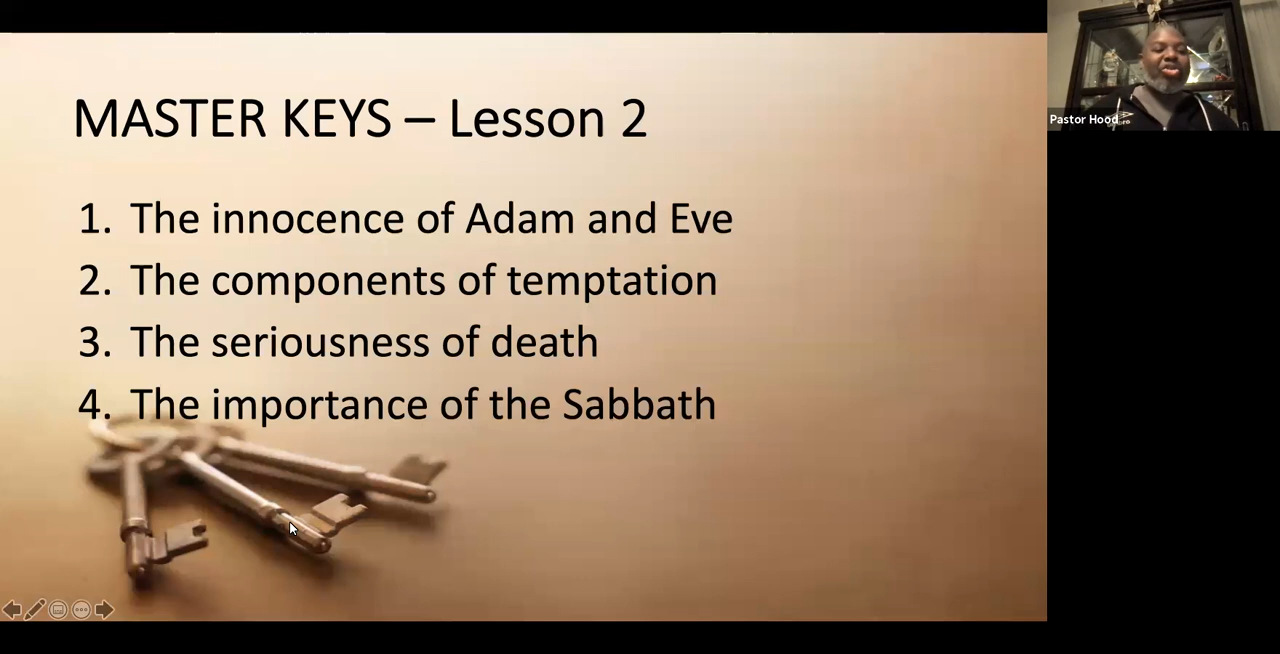 MASTER KEYS – Lesson 2
1. The innocence of Adam and Eve
2. The components of temptation
3. The seriousness of death
4. The importance of the Sabbath
Pastor Hood